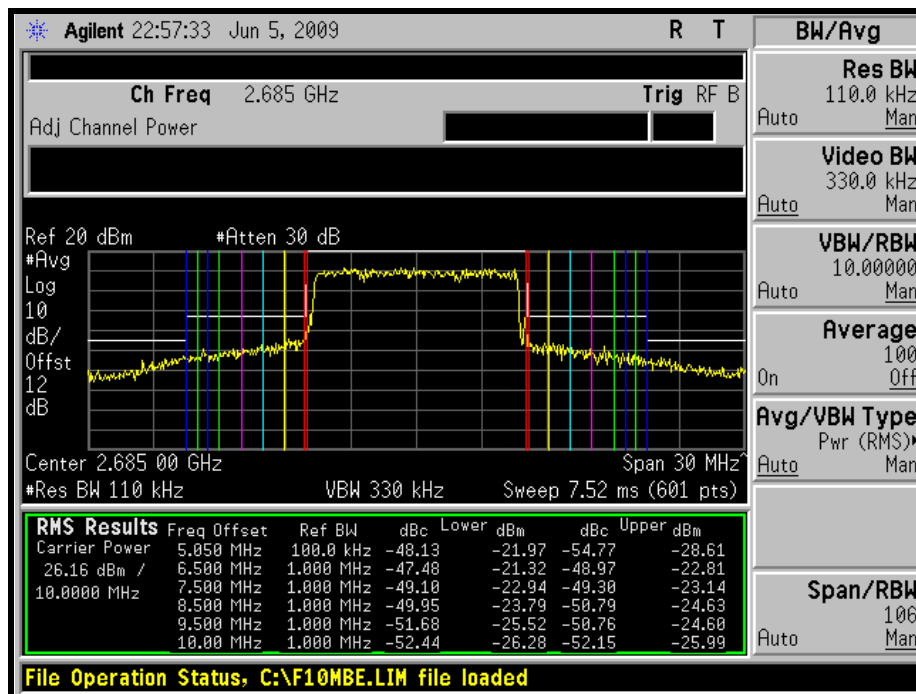 Agilent 22:57:33 Jun 5, 2009 R T
Ch Freq 2.685 GHz Trig RF B
Adj Channel Power
Ref 20 dBm #Atten 30 dB
#Avg
Log
10
dB/
Offst
12
dB
Center 2.685 00 GHz Span 30 MHz^
#Res BW 110 kHz VBW 330 kHz Sweep 7.52 ms (601 pts)
RMS Results Freq Offset Ref BW dBc Lower dBm dBc Upper dBm
Carrier Power 5.050 MHz 100.0 kHz -48.13 -21.97 -54.77 -28.61
26.16 dBm / 6.500 MHz 1.000 MHz -47.48 -21.32 -48.97 -22.81
10.0000 MHz 7.500 MHz 1.000 MHz -49.10 -22.94 -49.30 -23.14
8.500 MHz 1.000 MHz -49.95 -23.79 -50.79 -24.63
9.500 MHz 1.000 MHz -51.68 -25.52 -50.76 -24.60
10.00 MHz 1.000 MHz -52.44 -26.28 -52.15 -25.99
File Operation Status, C:\F10MBE.LIM file loaded
BW/Avg
Res BW
110.0 kHz
Auto Man
Video BW
330.0 kHz
Auto Man
VBW/RBW
10.00000
Auto Man
Average
100
On Off
Avg/VBW Type
Pwr (RMS)
Auto Man
Span/RBW
106
Auto Man